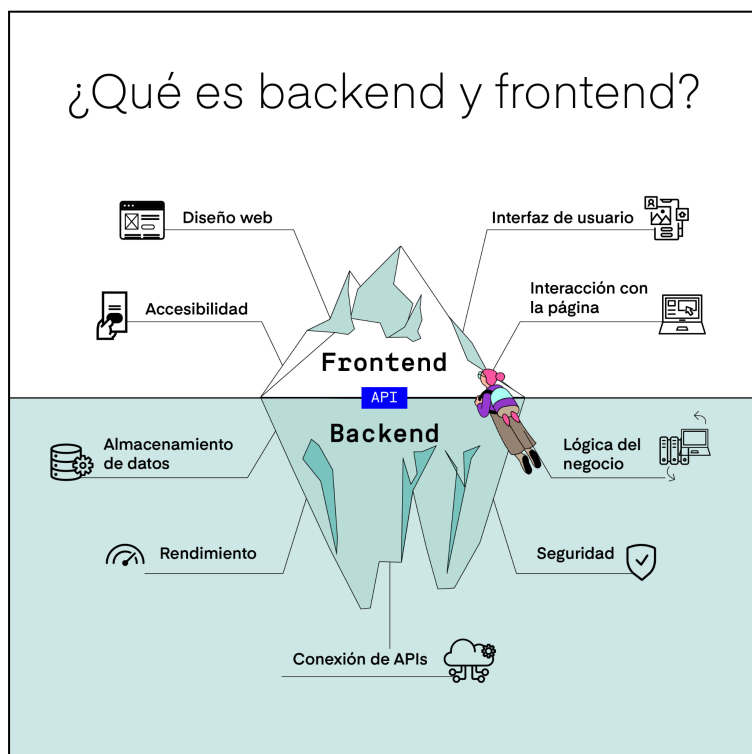 ¿Qué es backend y frontend?
Diseño web
Interfaz de usuario
Accesibilidad
Interacción con
la página
Frontend
API
Backend
Almacenamiento
de datos
Lógica del
negocio
Rendimiento
Seguridad
Conexión de APIs